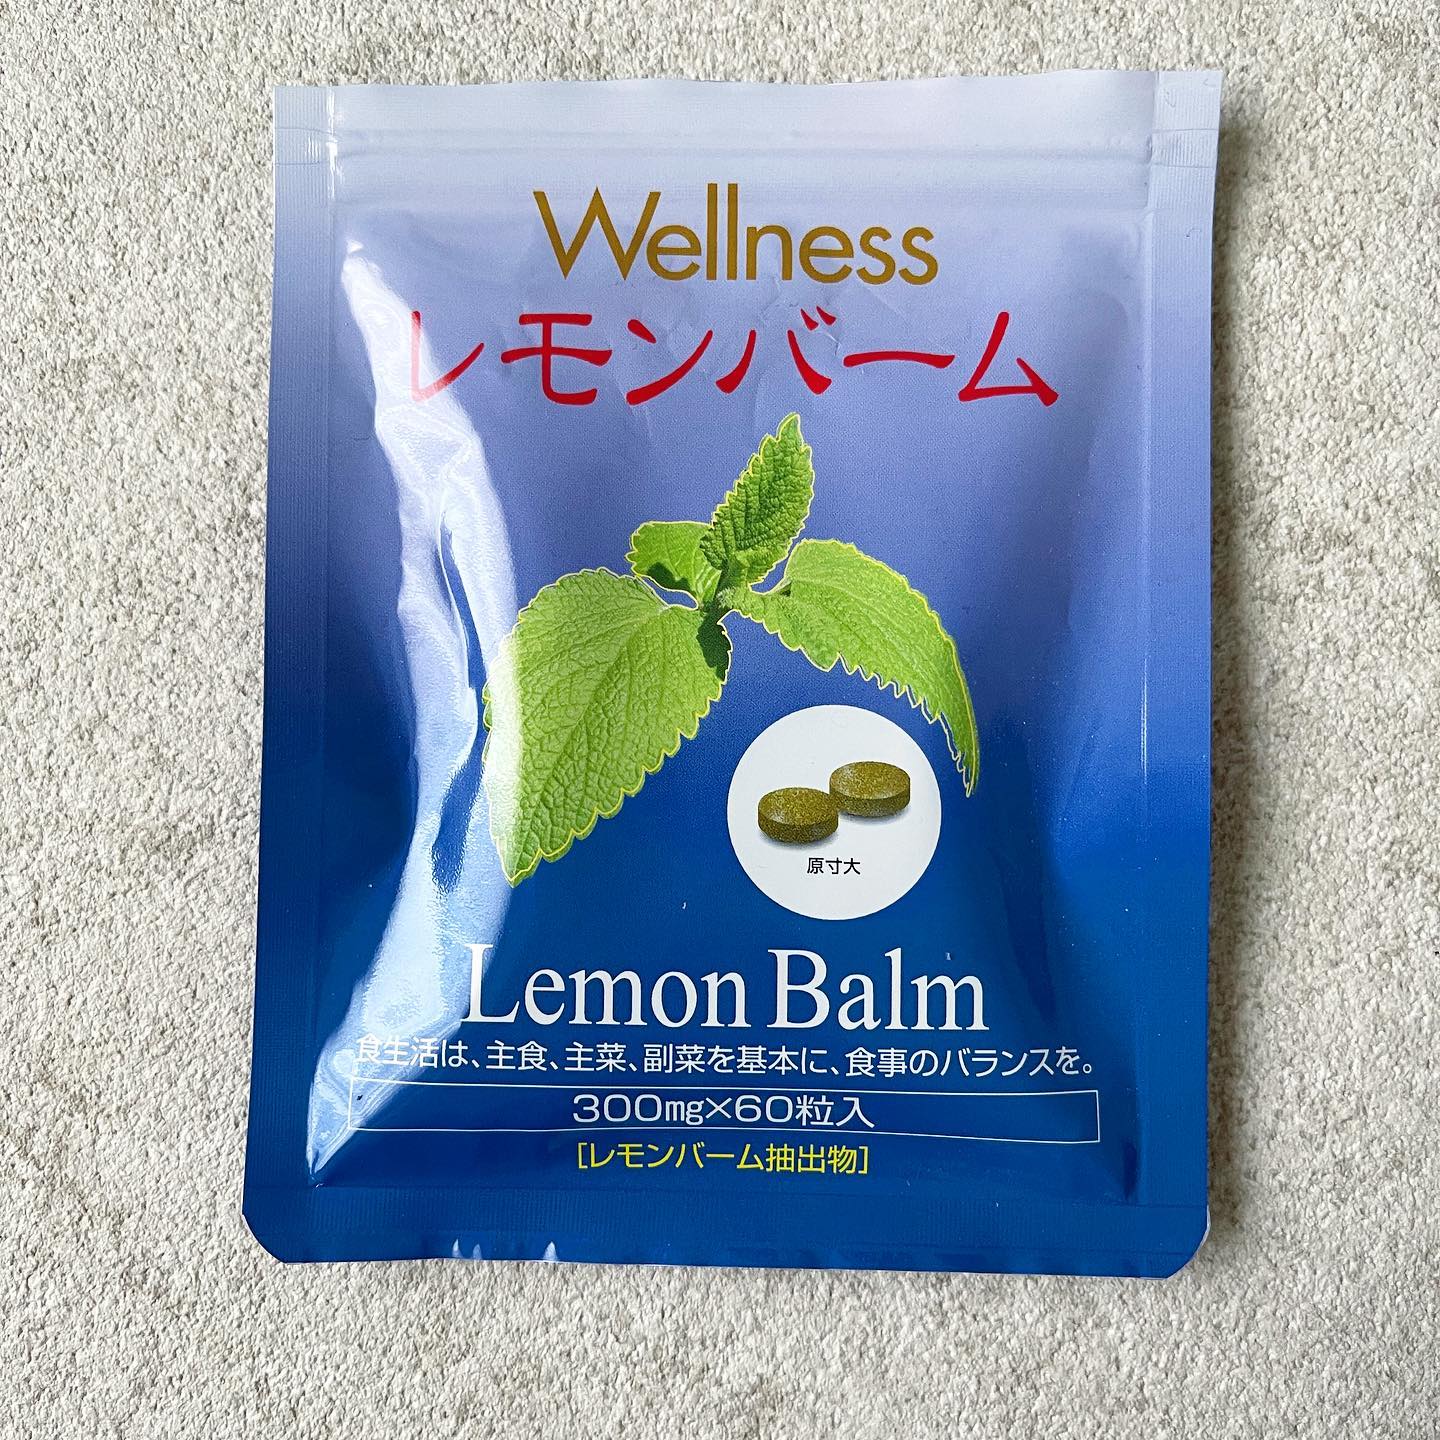 Wellness
レモンバーム
原寸大
Lemon Balm
食生活は、主食、主菜、副菜を基本に、食事のバランスを。
300㎎×60粒入
[レモンバーム抽出物]